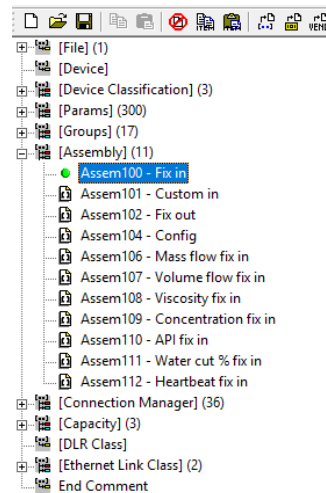 [File] (1)
[Device]
[Device Classification] (3)
[Params] (300)
[Groups] (17)
[Assembly] (11)
Assem100 - Fix in
Assem101 - Custom in
Assem102 - Fix out
Assem104 - Config
Assem106 - Mass flow fix in
Assem107 - Volume flow fix in
Assem108 - Viscosity fix in
Assem109 - Concentration fix in
Assem110 - API fix in
Assem111 - Water cut % fix in
Assem112 - Heartbeat fix in
[Connection Manager] (36)
[Capacity] (3)
[DLR Class]
[Ethernet Link Class] (2)
End Comment